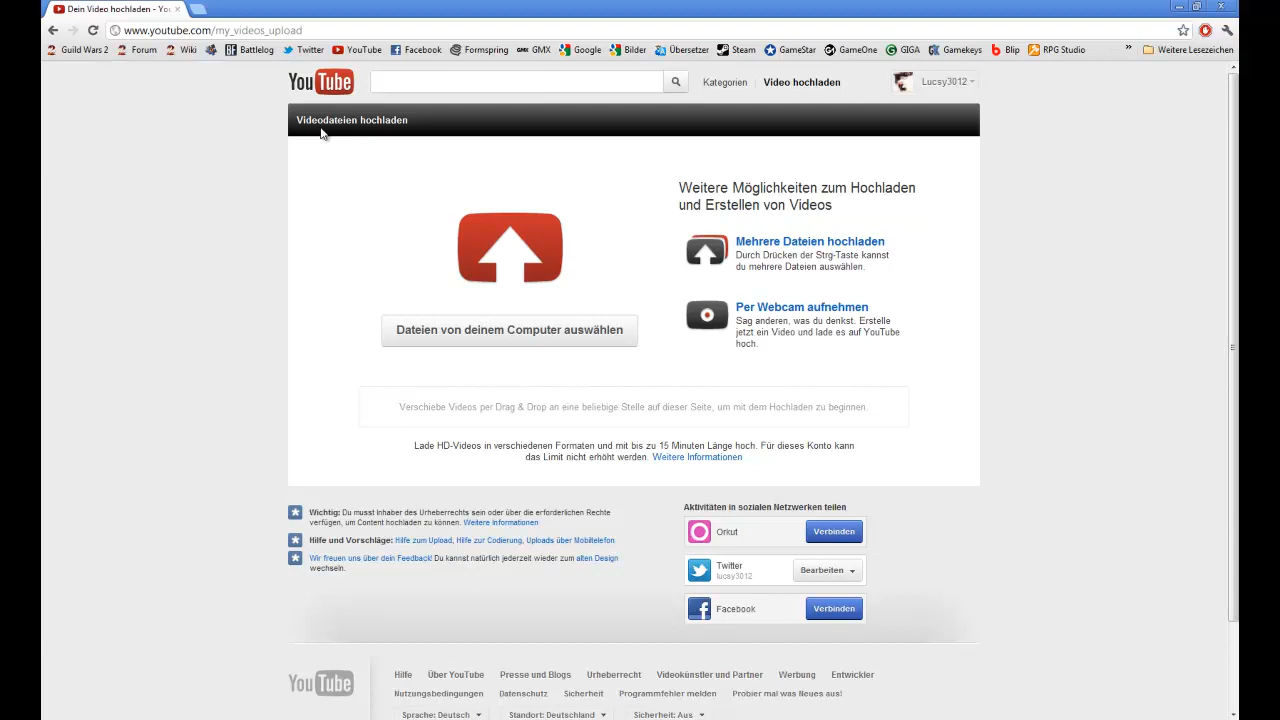 Dein Video hochladen - Yo
www.youtube.com/my_videos_upload
Guild Wars 2 Forum Wiki Battlelog Twitter YouTube Facebook Formspring GMX GMX Google Bilder Übersetzer Steam GameStar GameOne GIGA Gamekeys Blip RPG Studio » Weitere Lesezeichen
YouTube Kategorien Video hochladen Lucsy3012
Videodateien hochladen
Weitere Möglichkeiten zum Hochladen
und Erstellen von Videos
Mehrere Dateien hochladen
Durch Drücken der Strg-Taste kannst
du mehrere Dateien auswählen.
Per Webcam aufnehmen
Sag anderen, was du denkst. Erstelle
jetzt ein Video und lade es auf YouTube
hoch.
Dateien von deinem Computer auswählen
Verschiebe Videos per Drag & Drop an eine beliebige Stelle auf dieser Seite, um mit dem Hochladen zu beginnen.
Lade HD-Videos in verschiedenen Formaten und mit bis zu 15 Minuten Länge hoch. Für dieses Konto kann
das Limit nicht erhöht werden. Weitere Informationen
Wichtig: Du musst Inhaber des Urheberrechts sein oder über die erforderlichen Rechte
verfügen, um Content hochladen zu können. Weitere Informationen
Hilfe und Vorschläge: Hilfe zum Upload, Hilfe zur Codierung, Uploads über Mobiltelefon
Wir freuen uns über dein Feedback! Du kannst natürlich jederzeit wieder zum alten Design
wechseln.
Aktivitäten in sozialen Netzwerken teilen
Orkut Verbinden
Twitter Bearbeiten
lucsy3012
Facebook Verbinden
YouTube
Hilfe Über YouTube Presse und Blogs Urheberrecht Videokünstler und Partner Werbung Entwickler
Nutzungsbedingungen Datenschutz Sicherheit Programmfehler melden Probier mal was Neues aus!
Sprache: Deutsch Standort: Deutschland Sicherheit: Aus